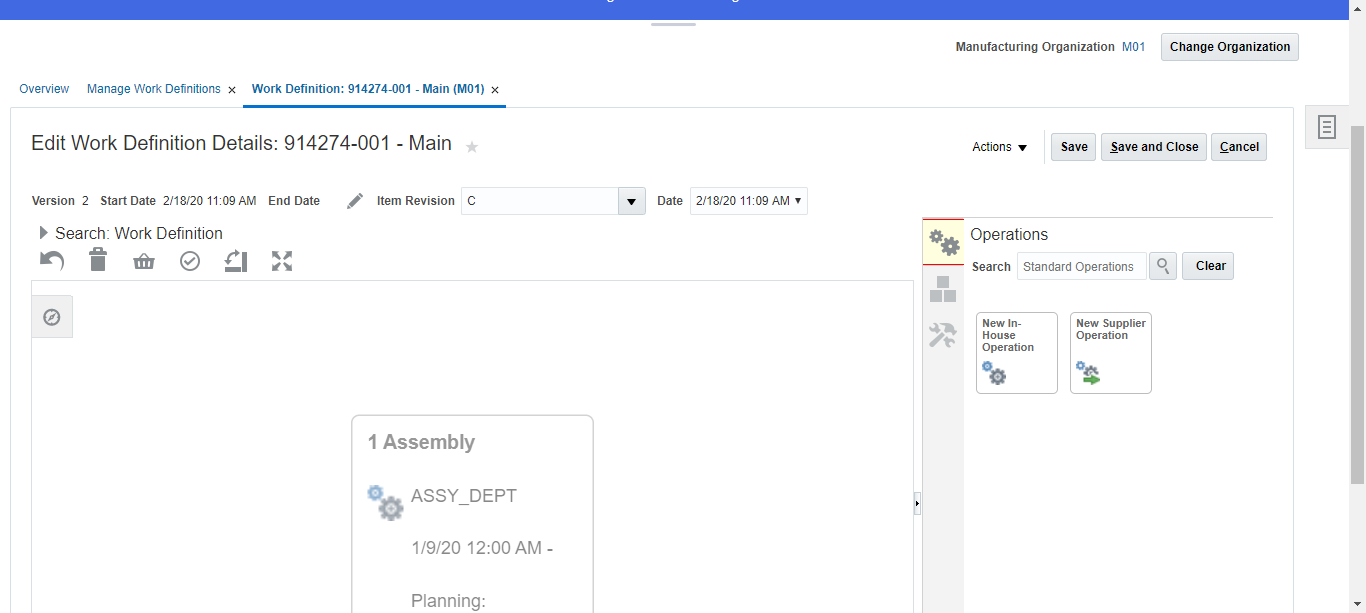 Manufacturing Organization M01 Change Organization
Overview Manage Work Definitions × Work Definition: 914274-001 - Main (M01) ×
Edit Work Definition Details: 914274-001 - Main
Actions ▼ Save Save and Close Cancel
Version 2 Start Date 2/18/20 11:09 AM End Date Item Revision C Date 2/18/20 11:09 AM
Search: Work Definition
Operations
Search Standard Operations Clear
New In-
House
Operation
New Supplier
Operation
1 Assembly
ASSY_DEPT
1/9/20 12:00 AM -
Planning: